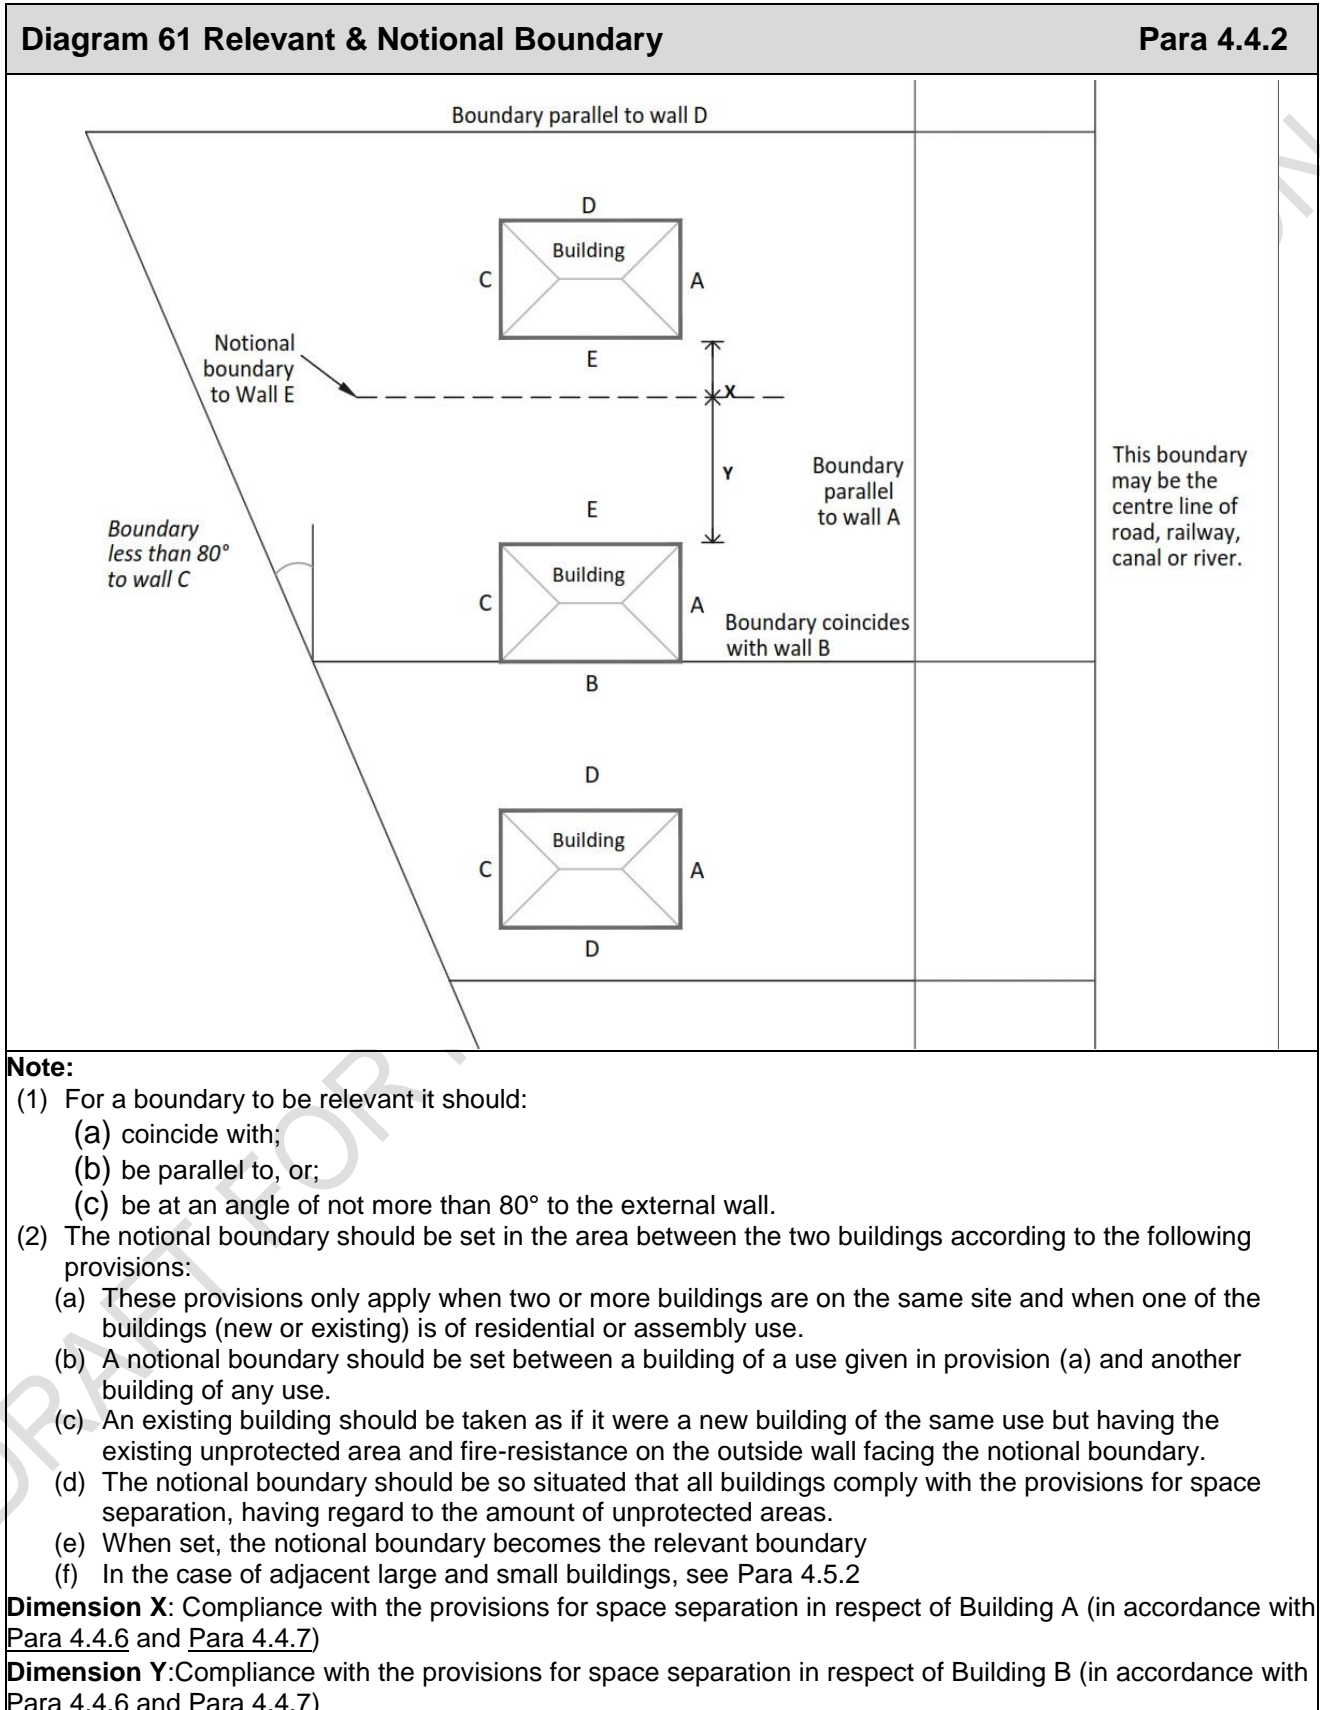 Diagram 61 Relevant & Notional Boundary Para 4.4.2
Boundary parallel to wall D
D
Building
C
A
E
Notional
boundary
to Wall E
X
Y
Boundary
parallel
to wall A
This boundary
may be the
centre line of
road, railway,
canal or river.
E
Boundary
less than 80°
to wall C
Building
C
A
Boundary coincides
with wall B
B
D
Building
C
A
D
Note:
(1) For a boundary to be relevant it should:
(a) coincide with;
(b) be parallel to, or;
(c) be at an angle of not more than 80° to the external wall.
(2) The notional boundary should be set in the area between the two buildings according to the following
provisions:
(a) These provisions only apply when two or more buildings are on the same site and when one of the
buildings (new or existing) is of residential or assembly use.
(b) A notional boundary should be set between a building of a use given in provision (a) and another
building of any use.
(c) An existing building should be taken as if it were a new building of the same use but having the
existing unprotected area and fire-resistance on the outside wall facing the notional boundary.
(d) The notional boundary should be so situated that all buildings comply with the provisions for space
separation, having regard to the amount of unprotected areas.
(e) When set, the notional boundary becomes the relevant boundary
(f) In the case of adjacent large and small buildings, see Para 4.5.2
Dimension X: Compliance with the provisions for space separation in respect of Building A (in accordance with
Para 4.4.6 and Para 4.4.7)
Dimension Y:Compliance with the provisions for space separation in respect of Building B (in accordance with
Para 4.4.6 and Para 4.4.7)
DRAFT FOR